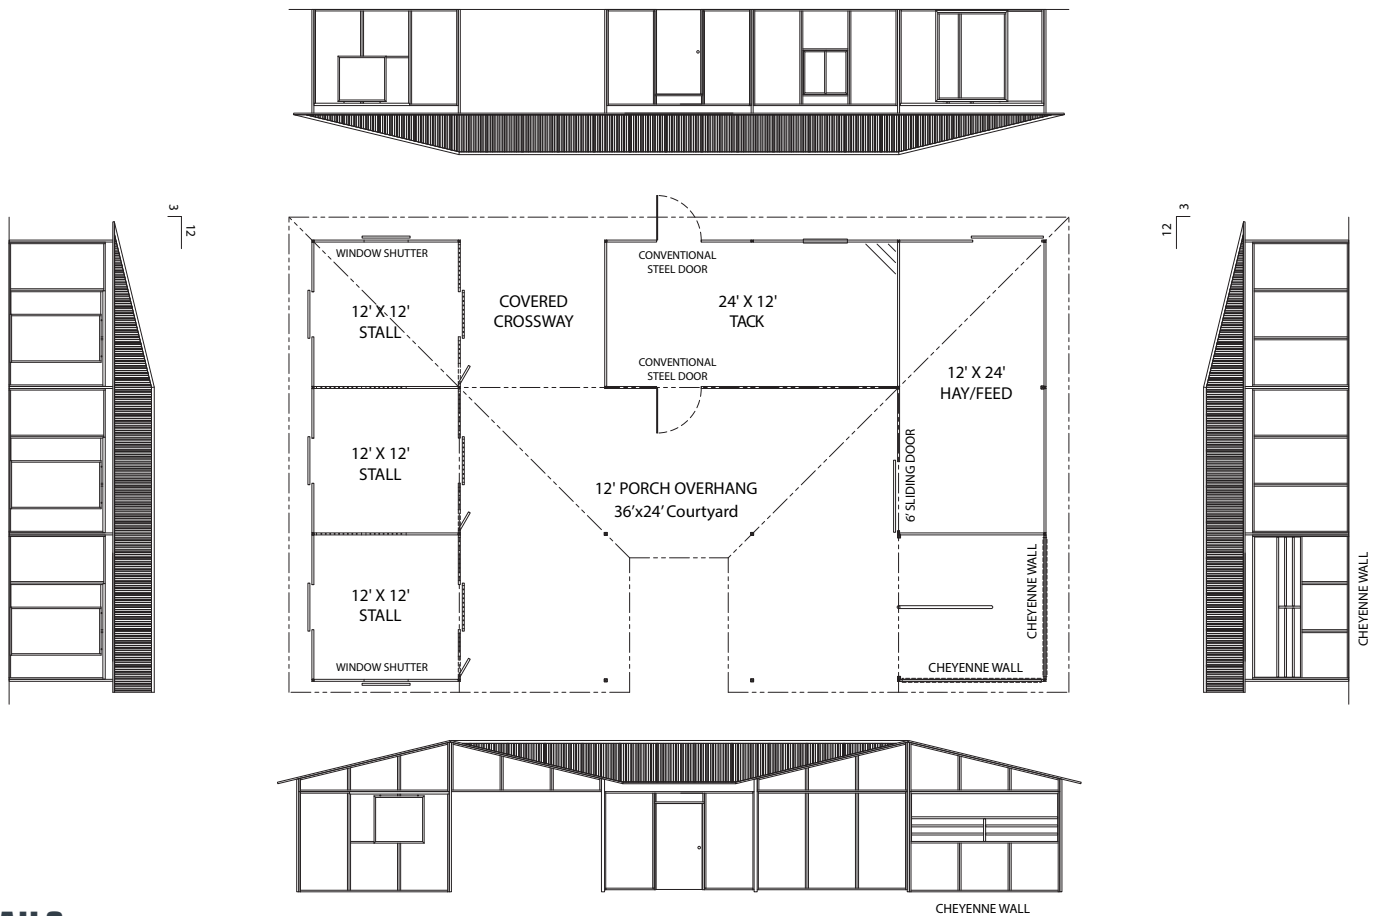 3
12
3
12
WINDOW SHUTTER
12' X 12'
STALL
COVERED
CROSSWAY
CONVENTIONAL
STEEL DOOR
24' X 12'
TACK
CONVENTIONAL
STEEL DOOR
12' X 24'
HAY/FEED
12' X 12'
STALL
12' PORCH OVERHANG
36'x24' Courtyard
6' SLIDING DOOR
12' X 12'
STALL
WINDOW SHUTTER
CHEYENNE WALL
CHEYENNE WALL
CHEYENNE WALL
CHEYENNE WALL